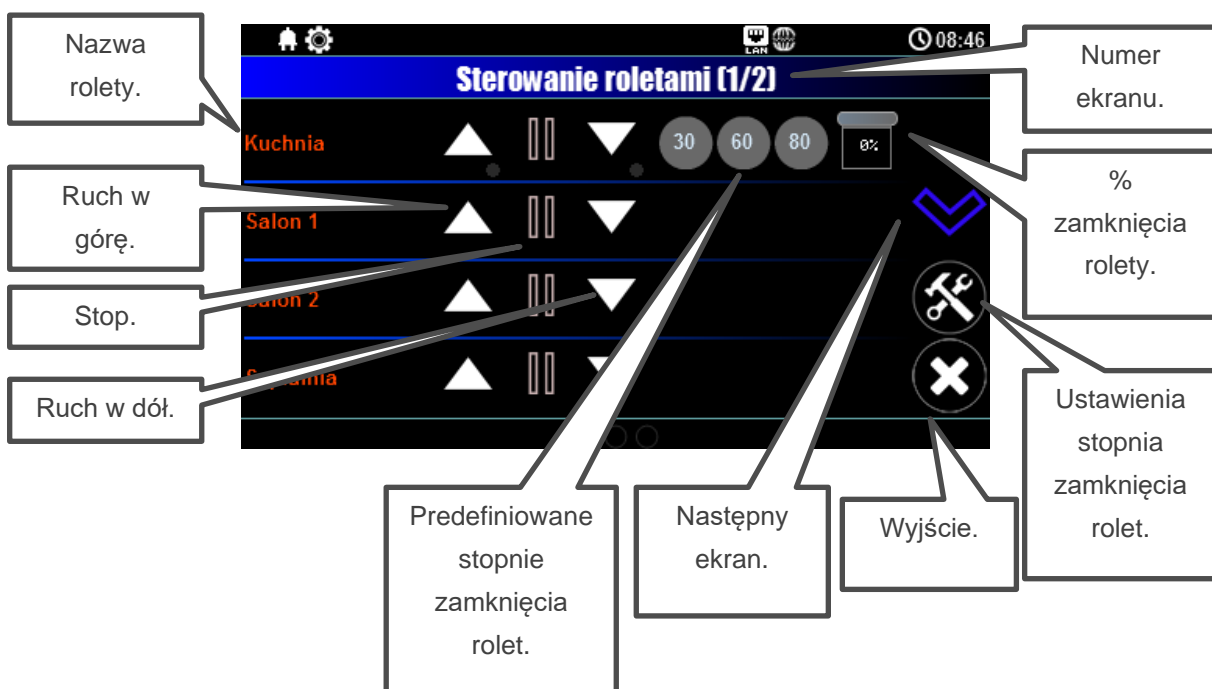 Nazwa
rolety.
LAN
08:46
Numer
ekranu.
Sterowanie roletami (1/2)
Kuchnia
30
60
80
0%
%
zamknięcia
rolety.
Ruch w
górę.
Salon 1
Stop.
Salon 2
Ruch w dół.
Ustawienia
stopnia
zamknięcia
rolet.
Predefiniowane
stopnie
zamknięcia
rolet.
Następny
ekran.
Wyjście.